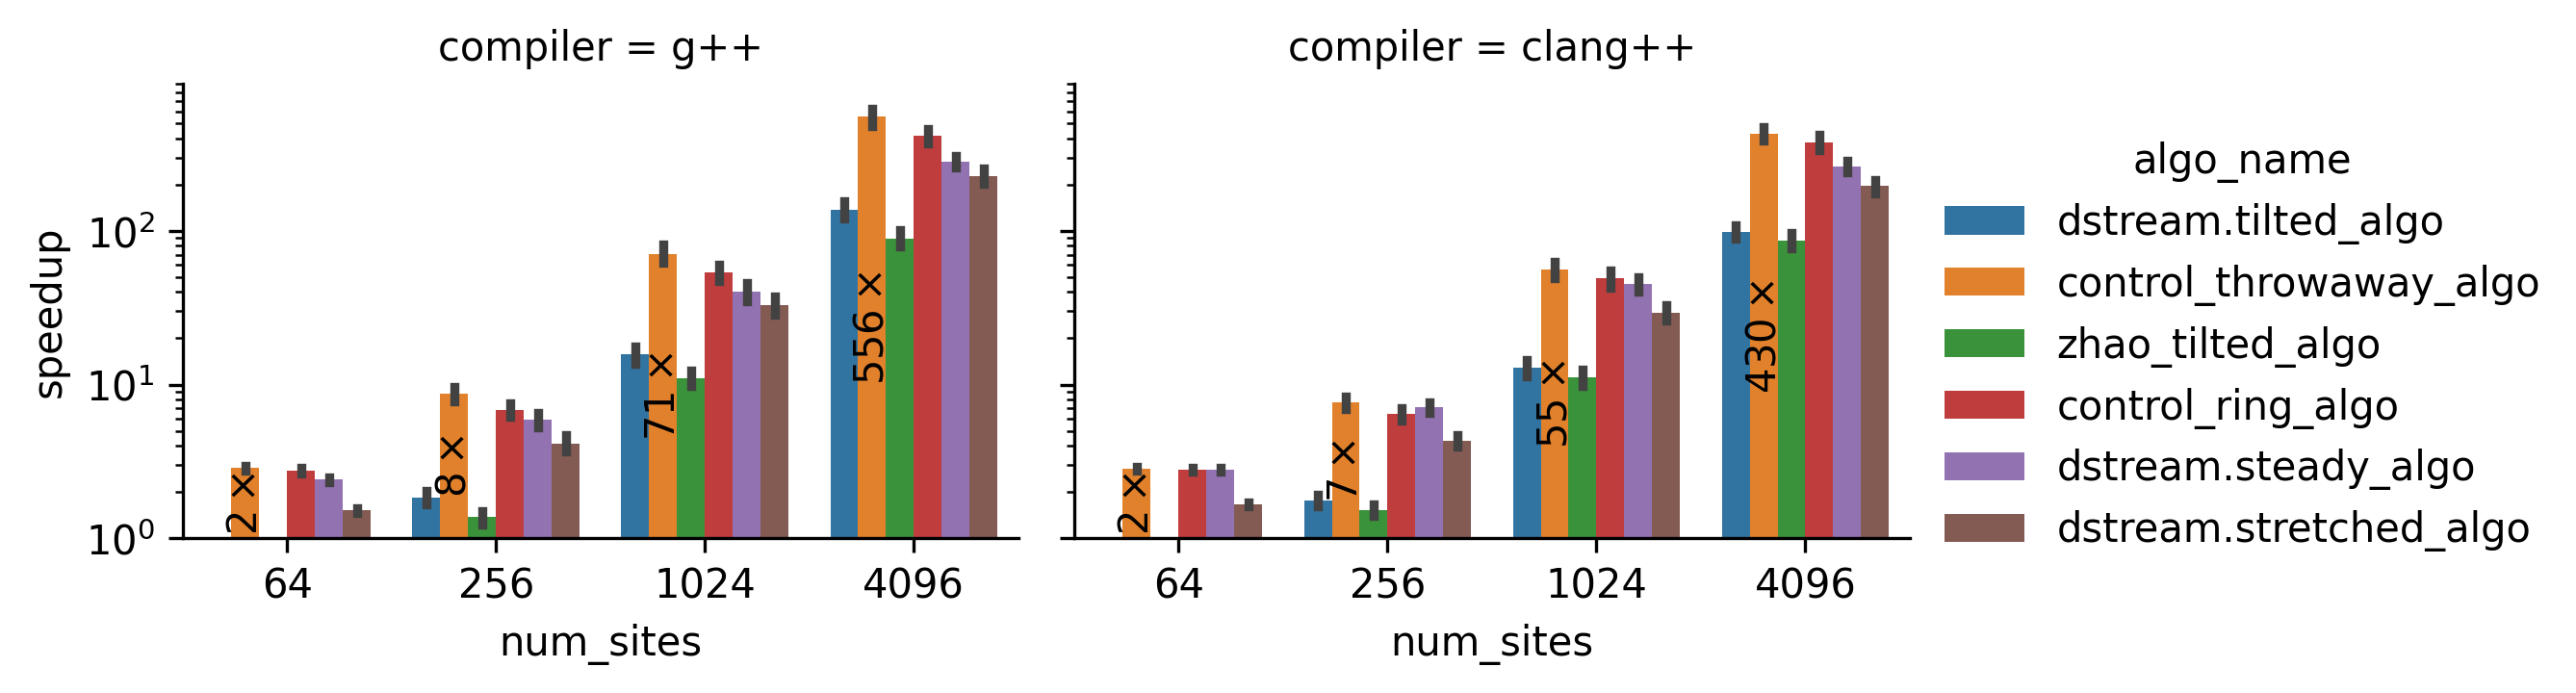 compiler = g++
compiler = clang++
speedup
10²
10¹
10⁰
2×
8×
71×
556×
2×
7×
55×
430×
64
256
1024
4096
64
256
1024
4096
num_sites
num_sites
algo_name
dstream.tilted_algo
control_throwaway_algo
zhao_tilted_algo
control_ring_algo
dstream.steady_algo
dstream.stretched_algo